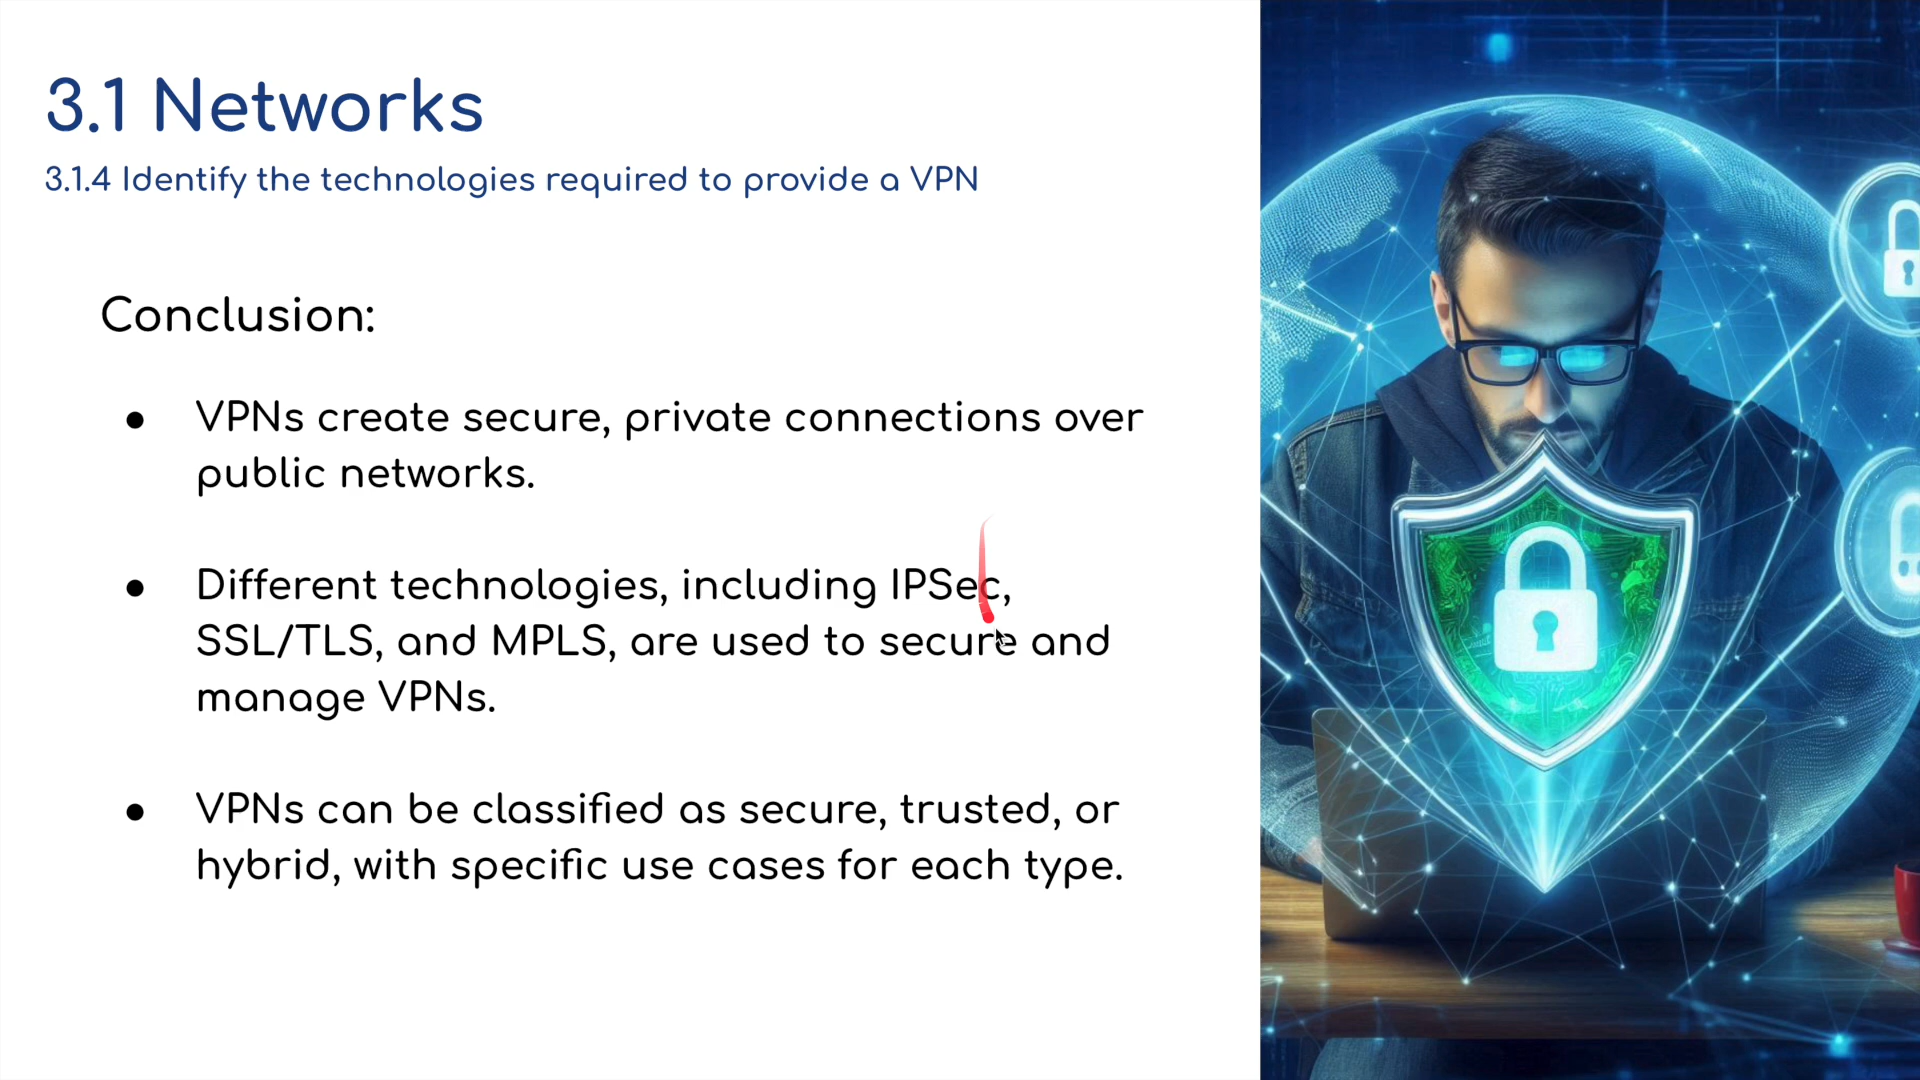 3.1 Networks
3.1.4 Identify the technologies required to provide a VPN
Conclusion:
● VPNs create secure, private connections over
public networks.
● Different technologies, including IPSec,
SSL/TLS, and MPLS, are used to secure and
manage VPNs.
● VPNs can be classified as secure, trusted, or
hybrid, with specific use cases for each type.